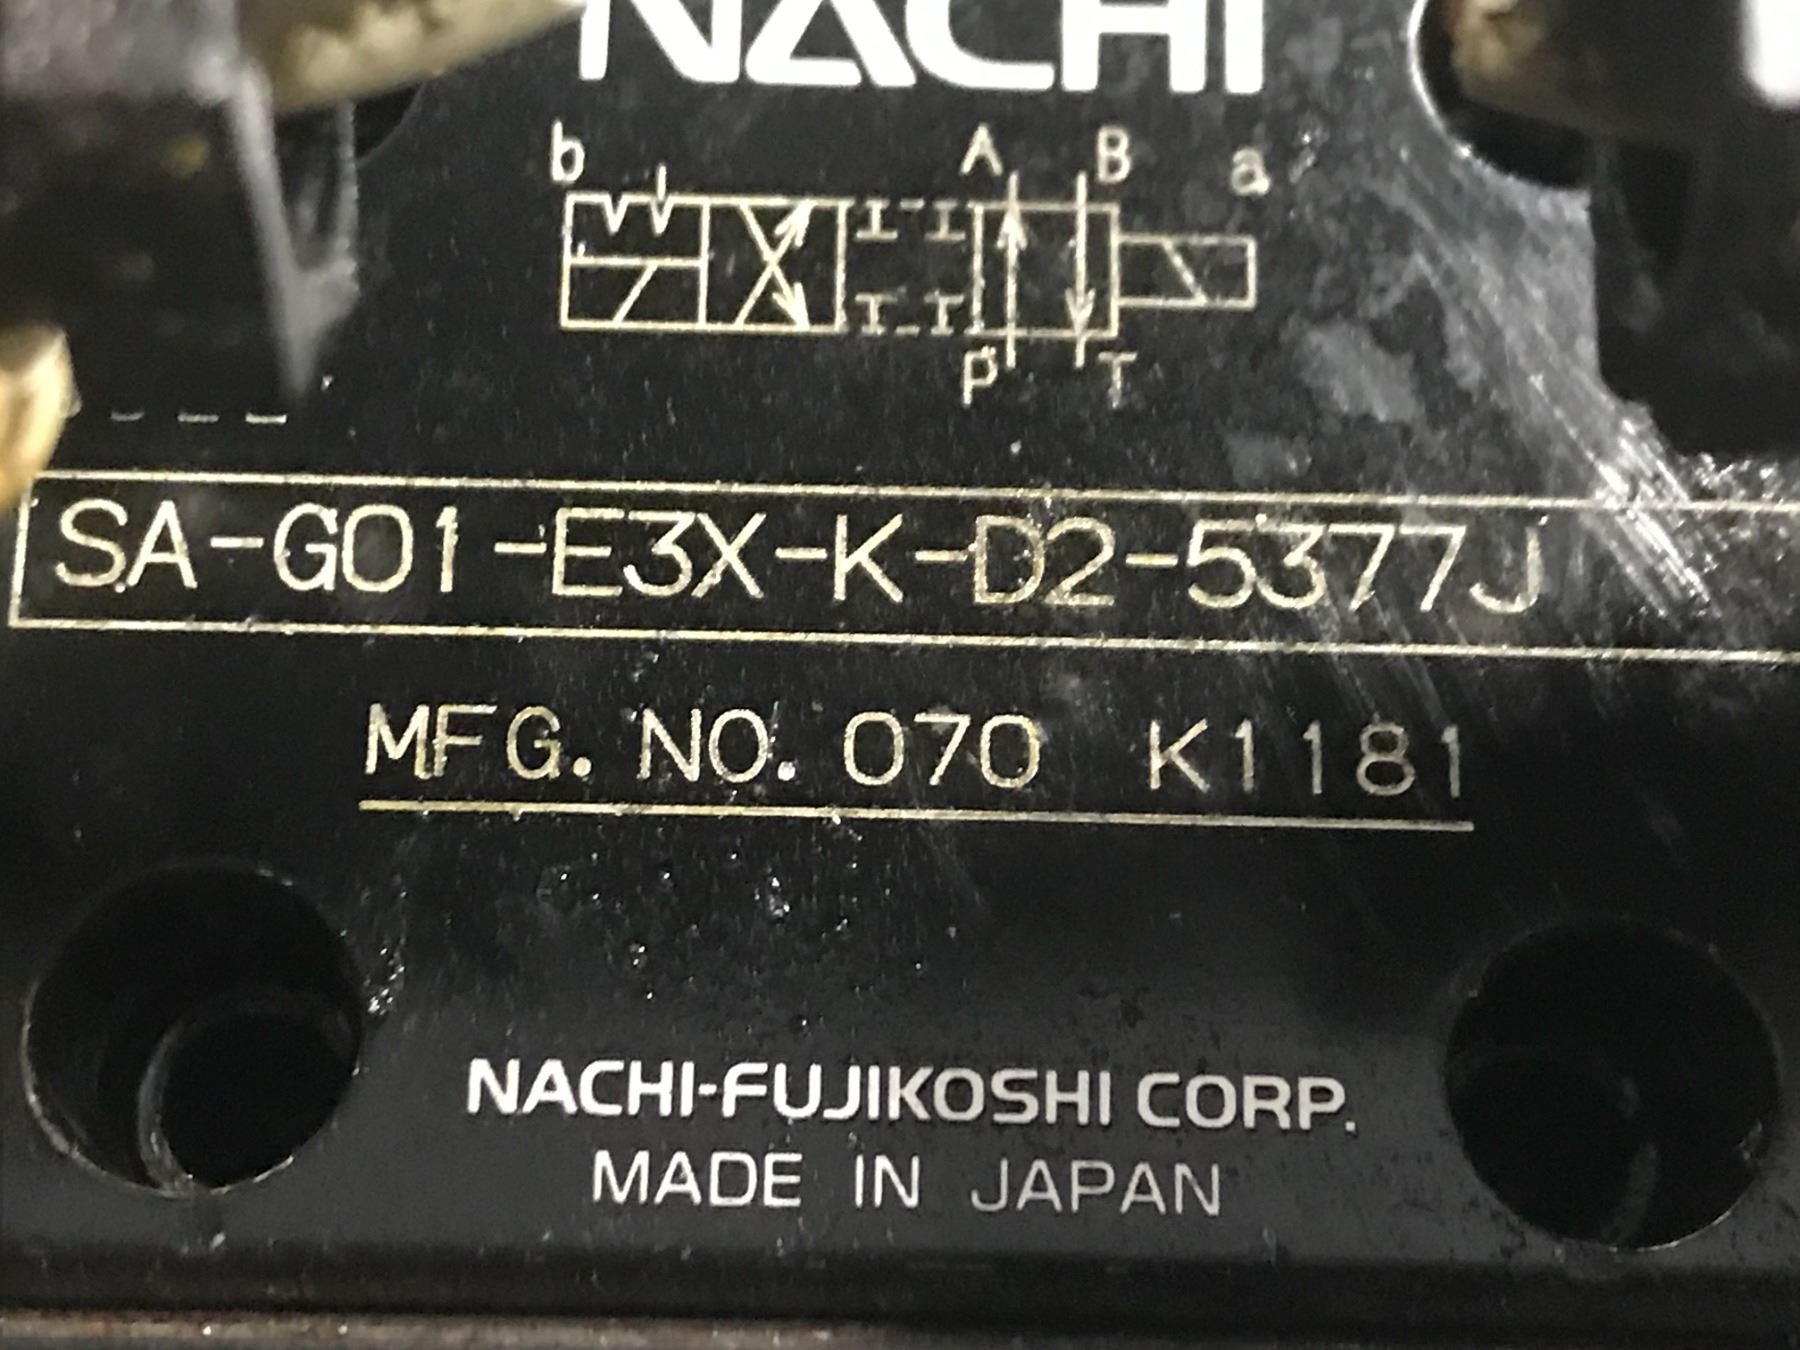 NACHI
b A B a
P T
SA-G01-E3X-K-D2-5377J
MFG. NO. 070 K1181
NACHI-FUJIKOSHI CORP.
MADE IN JAPAN